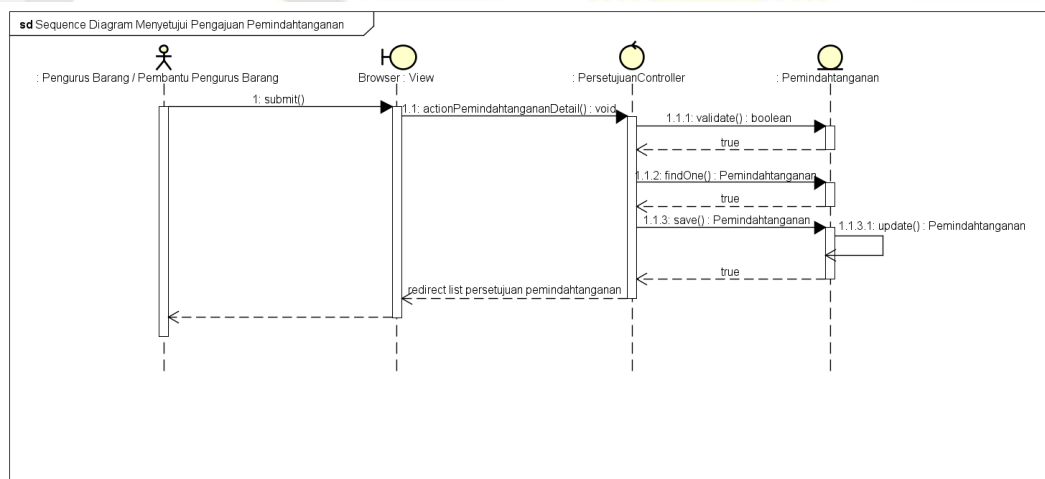 sd Sequence Diagram Menyetujui Pengajuan Pemindahtanganan
: Pengurus Barang / Pembantu Pengurus Barang
Browser : View
: PersetujuanController
: Pemindahtanganan
1: submit()
1.1: actionPemindahtangananDetail() : void
1.1.1: validate() : boolean
true
1.1.2: findOne() : Pemindahtanganan
true
1.1.3: save() : Pemindahtanganan
1.1.3.1: update() : Pemindahtanganan
true
redirect list persetujuan pemindahtanganan